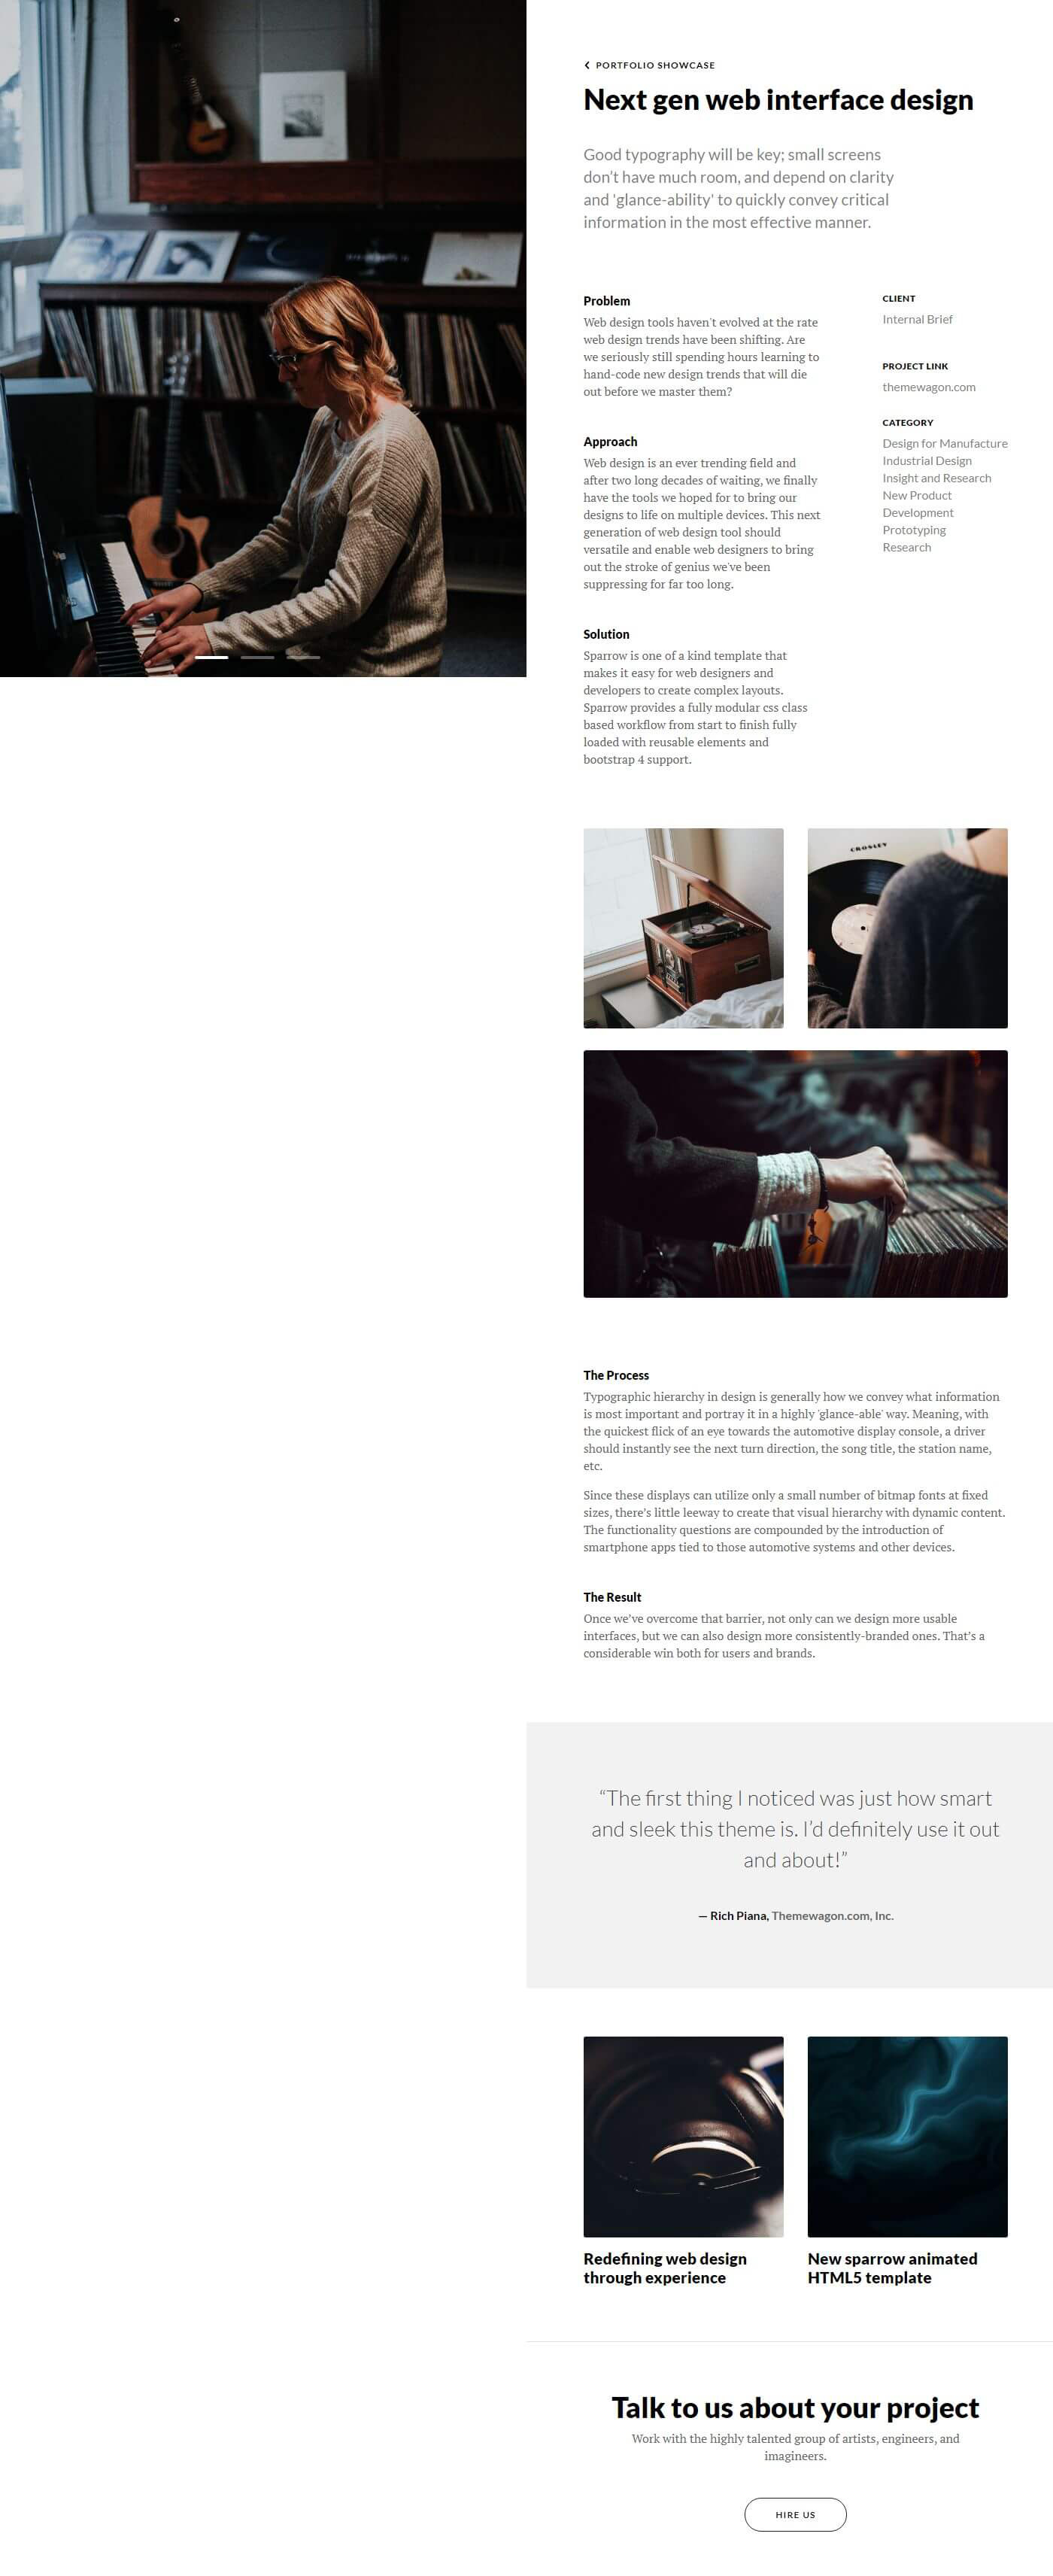 PORTFOLIO SHOWCASE
Next gen web interface design
Good typography will be key; small screens
don't have much room, and depend on clarity
and 'glance-ability' to quickly convey critical
information in the most effective manner.
Problem
Web design tools haven't evolved at the rate
web design trends have been shifting. Are
we seriously still spending hours learning to
hand-code new design trends that will die
out before we master them?
Approach
Web design is an ever trending field and
after two long decades of waiting, we finally
have the tools we hoped for to bring our
designs to life on multiple devices. This next
generation of web design tool should
versatile and enable web designers to bring
out the stroke of genius we've been
suppressing for far too long.
Solution
Sparrow is one of a kind template that
makes it easy for web designers and
developers to create complex layouts.
Sparrow provides a fully modular css class
based workflow from start to finish fully
loaded with reusable elements and
bootstrap 4 support.
CLIENT
Internal Brief
PROJECT LINK
themewagon.com
CATEGORY
Design for Manufacture
Industrial Design
Insight and Research
New Product
Development
Prototyping
Research
CROSLEY
The Process
Typographic hierarchy in design is generally how we convey what information
is most important and portray it in a highly 'glance-able' way. Meaning, with
the quickest flick of an eye towards the automotive display console, a driver
should instantly see the next turn direction, the song title, the station name,
etc.
Since these displays can utilize only a small number of bitmap fonts at fixed
sizes, there's little leeway to create that visual hierarchy with dynamic content.
The functionality questions are compounded by the introduction of
smartphone apps tied to those automotive systems and other devices.
The Result
Once we've overcome that barrier, not only can we design more usable
interfaces, but we can also design more consistently-branded ones. That's a
considerable win both for users and brands.
“The first thing I noticed was just how smart
and sleek this theme is. I’d definitely use it out
and about!”
— Rich Piana, Themewagon.com, Inc.
Redefining web design
through experience
New sparrow animated
HTML5 template
Talk to us about your project
Work with the highly talented group of artists, engineers, and
imagineers.
HIRE US